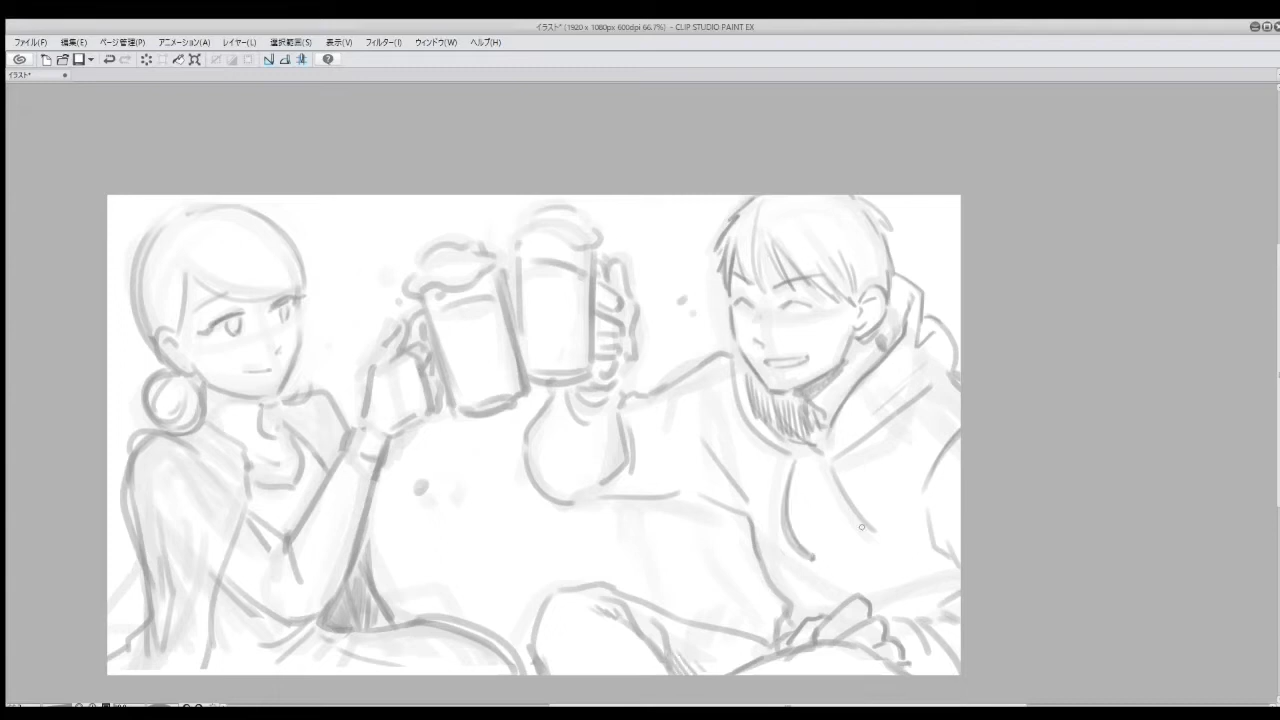 イラスト* (1920 x 1080px 600dpi 66.7%) - CLIP STUDIO PAINT EX
ファイル(F) 編集(E) ページ管理(P) アニメーション(A) レイヤー(L) 選択範囲(S) 表示(V) フィルター(I) ウィンドウ(W) ヘルプ(H)
イラスト*